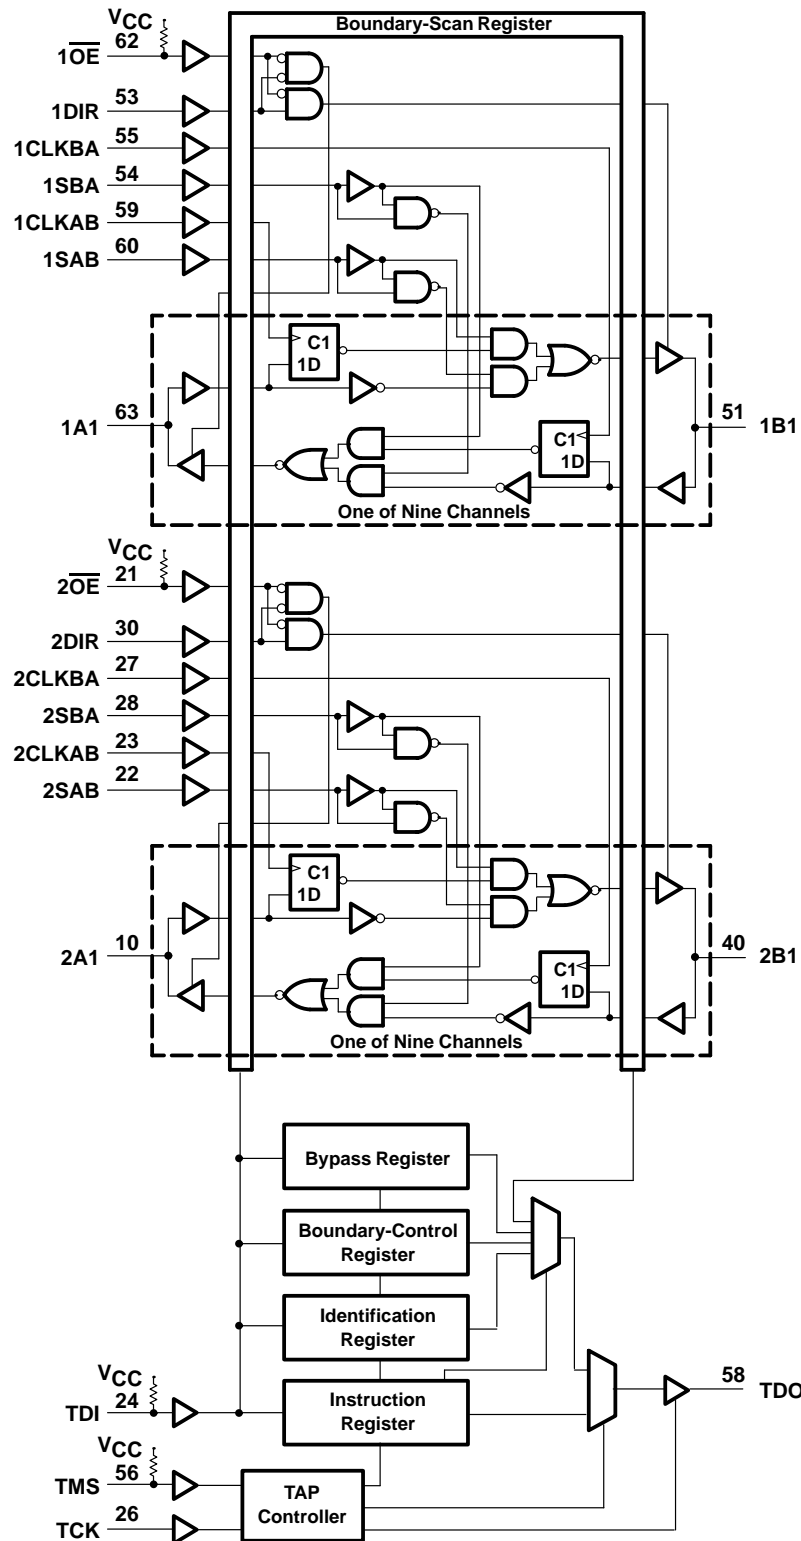 VCC
Boundary-Scan Register
1O̅E̅ 62
1DIR 53
1CLKBA 55
1SBA 54
1CLKAB 59
1SAB 60
C1
1D
1A1 63
51 1B1
C1
1D
One of Nine Channels
VCC
2O̅E̅ 21
2DIR 30
2CLKBA 27
2SBA 28
2CLKAB 23
2SAB 22
C1
1D
2A1 10
40 2B1
C1
1D
One of Nine Channels
Bypass Register
Boundary-Control
Register
Identification
Register
VCC
TDI 24
Instruction
Register
58 TDO
VCC
TMS 56
TAP
Controller
TCK 26